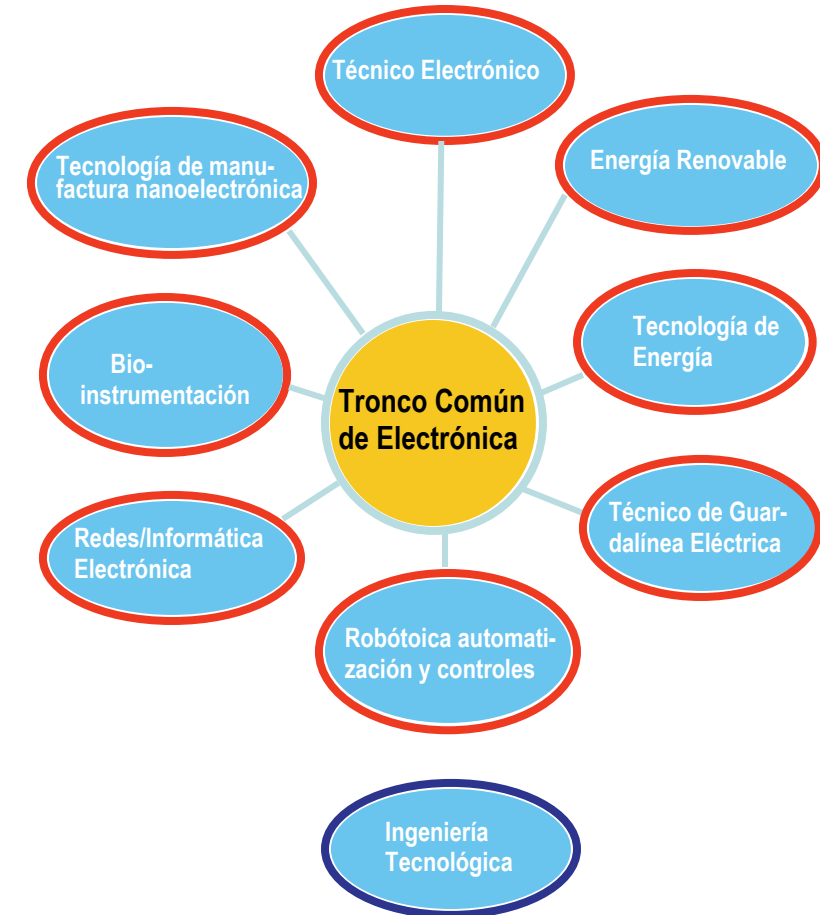 Técnico Electrónico
Energía Renovable
Tecnología de manu-
factura nanoelectrónica
Tecnología de
Energía
Bio-
instrumentación
Tronco Común
de Electrónica
Técnico de Guar-
dalínea Eléctrica
Redes/Informática
Electrónica
Robótoica automati-
zación y controles
Ingeniería
Tecnológica